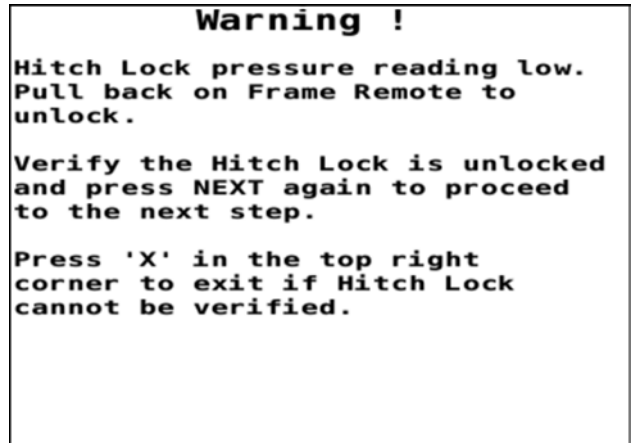 Warning !
Hitch Lock pressure reading low.
Pull back on Frame Remote to
unlock.
Verify the Hitch Lock is unlocked
and press NEXT again to proceed
to the next step.
Press 'X' in the top right
corner to exit if Hitch Lock
cannot be verified.